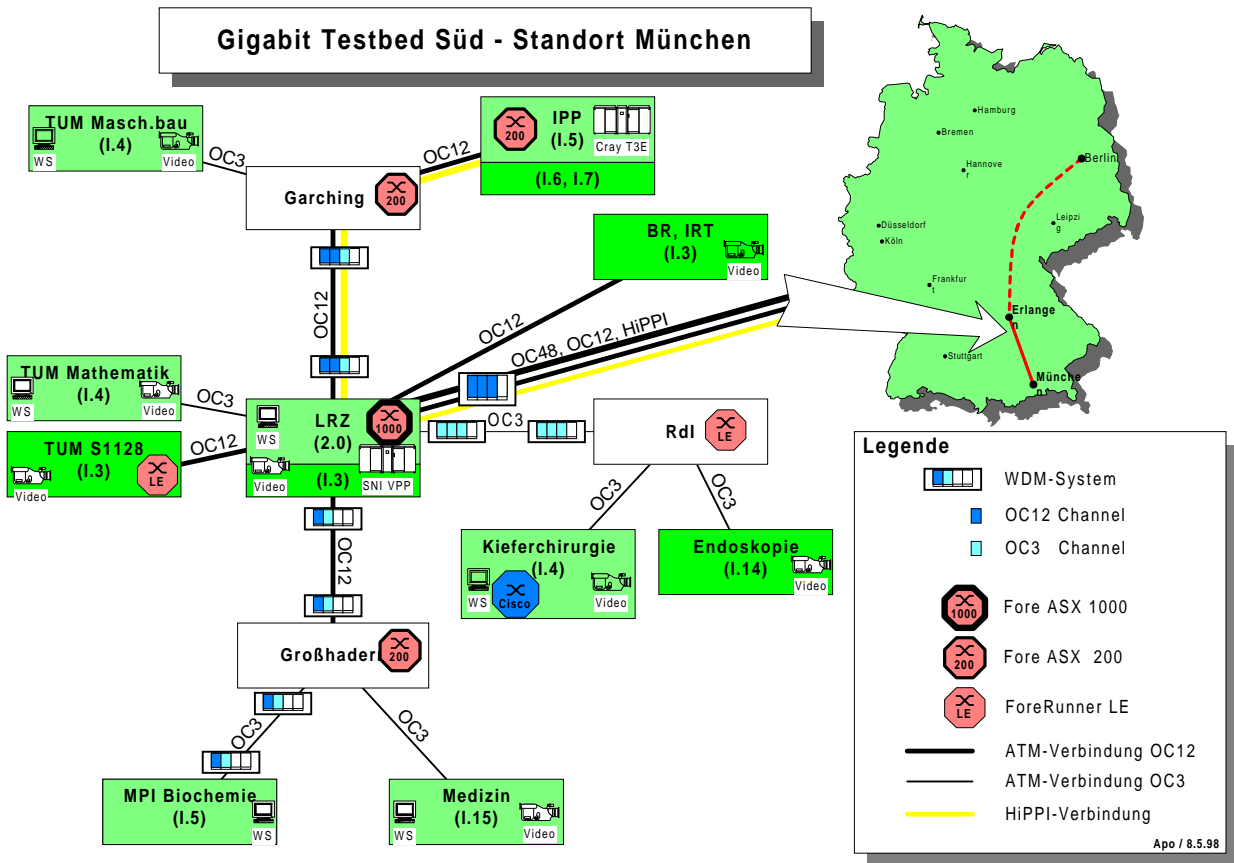 Gigabit Testbed Süd - Standort München
TUM Masch.bau
(I.4)
WS
Video
OC3
Garching
200
OC12
200
IPP
(I.5)
Cray T3E
(I.6, I.7)
BR, IRT
(I.3)
Video
OC12
OC12
OC48, OC12, HiPPI
TUM Mathematik
(I.4)
WS
Video
OC3
TUM S1128
(I.3)
Video
LE
OC12
LRZ
(2.0)
WS
1000
Video
(I.3)
SNI VPP
OC3
RdI
LE
OC3
OC3
Kieferchirurgie
(I.4)
WS
Cisco
Video
Endoskopie
(I.14)
Video
OC12
Großhadern
200
OC3
OC3
MPI Biochemie
(I.5)
WS
Medizin
(I.15)
WS
Video
Hamburg
Bremen
Hannove
r
Berlin
Düsseldorf
Köln
Leipzi
g
Frankfur
t
Erlange
n
Stuttgart
Münche
n
Legende
WDM-System
OC12 Channel
OC3 Channel
1000
Fore ASX 1000
200
Fore ASX 200
LE
ForeRunner LE
ATM-Verbindung OC12
ATM-Verbindung OC3
HiPPI-Verbindung
Apo / 8.5.98